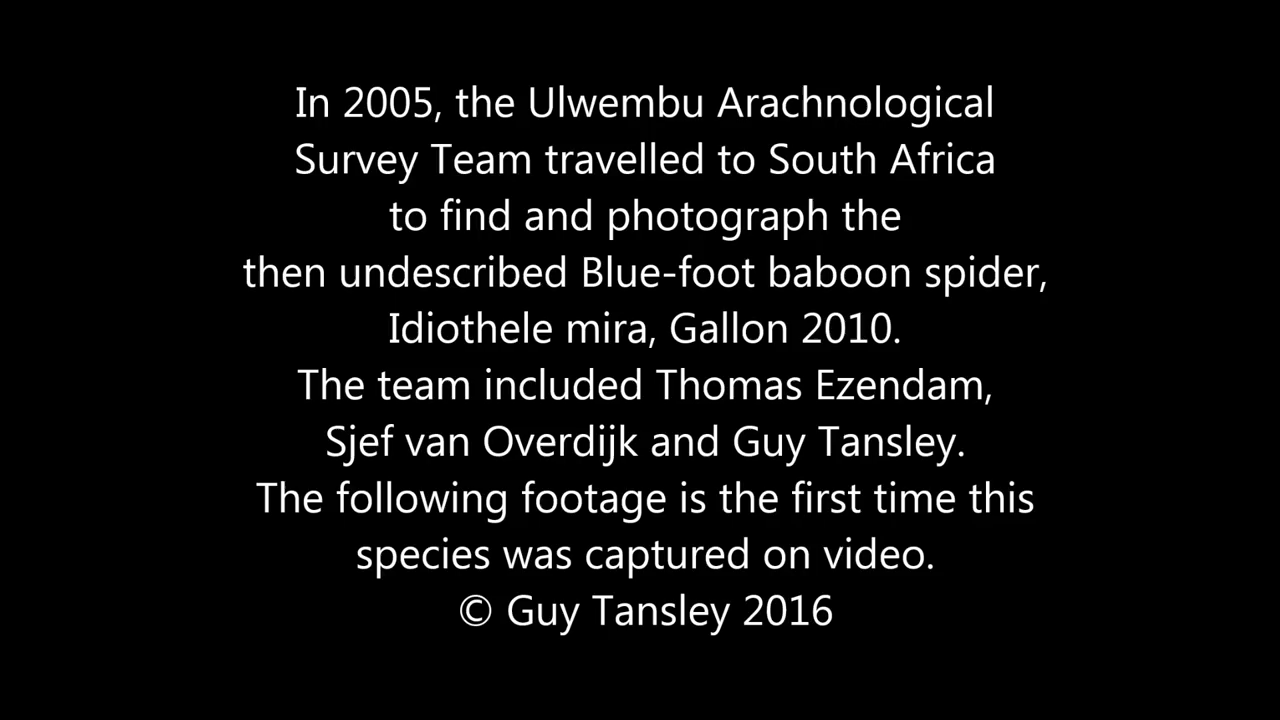 In 2005, the Ulwembu Arachnological
Survey Team travelled to South Africa
to find and photograph the
then undescribed Blue-foot baboon spider,
Idiothele mira, Gallon 2010.
The team included Thomas Ezendam,
Sjef van Overdijk and Guy Tansley.
The following footage is the first time this
species was captured on video.
© Guy Tansley 2016